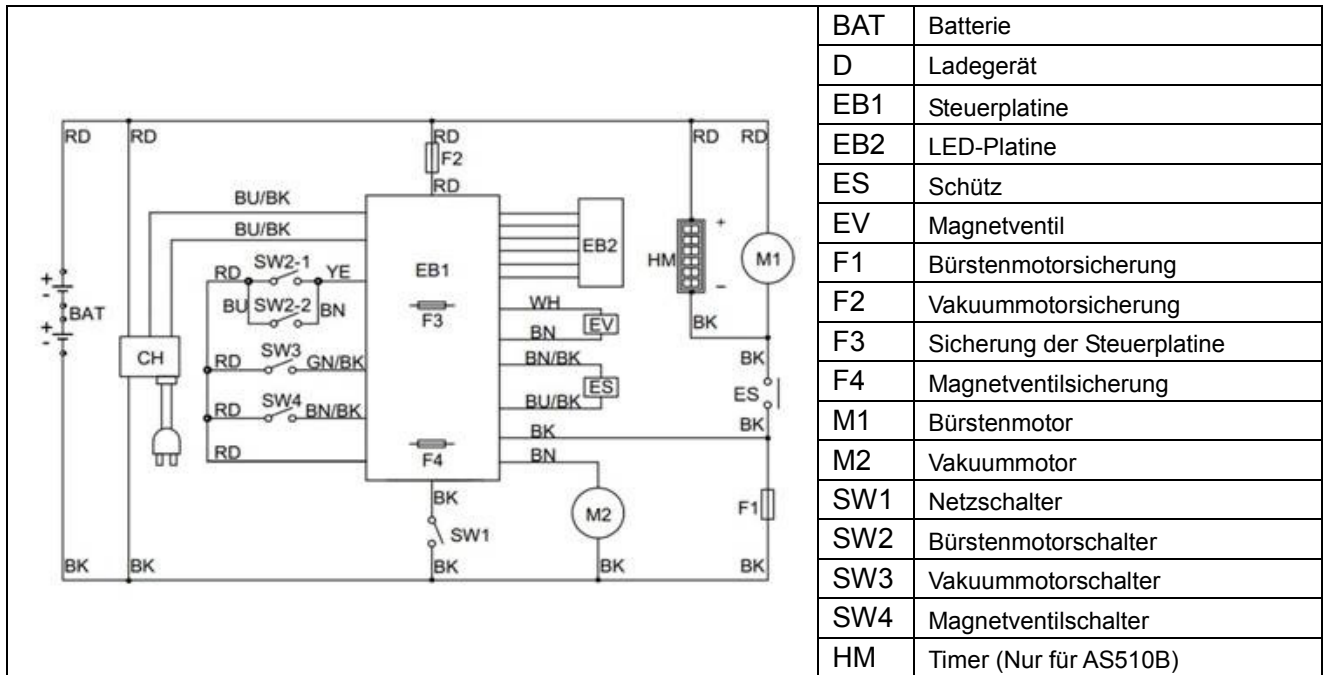 RD RD RD RD RD
F2
RD
BU/BK
BU/BK
EB2
SW2-1
RD YE EB1 HM + M1
BU SW2-2 BN
F3
WH
EV
BN
BK
+
-
BAT
+
-
−
CH
SW3
RD GN/BK
BN/BK
ES
BK
ES
SW4
RD BN/BK
BU/BK
BK
BK
RD
F4
BN
BK
M2
F1
SW1
BK BK BK BK BK
BAT Batterie
D Ladegerät
EB1 Steuerplatine
EB2 LED-Platine
ES Schütz
EV Magnetventil
F1 Bürstenmotorsicherung
F2 Vakuummotorsicherung
F3 Sicherung der Steuerplatine
F4 Magnetventilsicherung
M1 Bürstenmotor
M2 Vakuummotor
SW1 Netzschalter
SW2 Bürstenmotorschalter
SW3 Vakuummotorschalter
SW4 Magnetventilschalter
HM Timer (Nur für AS510B)